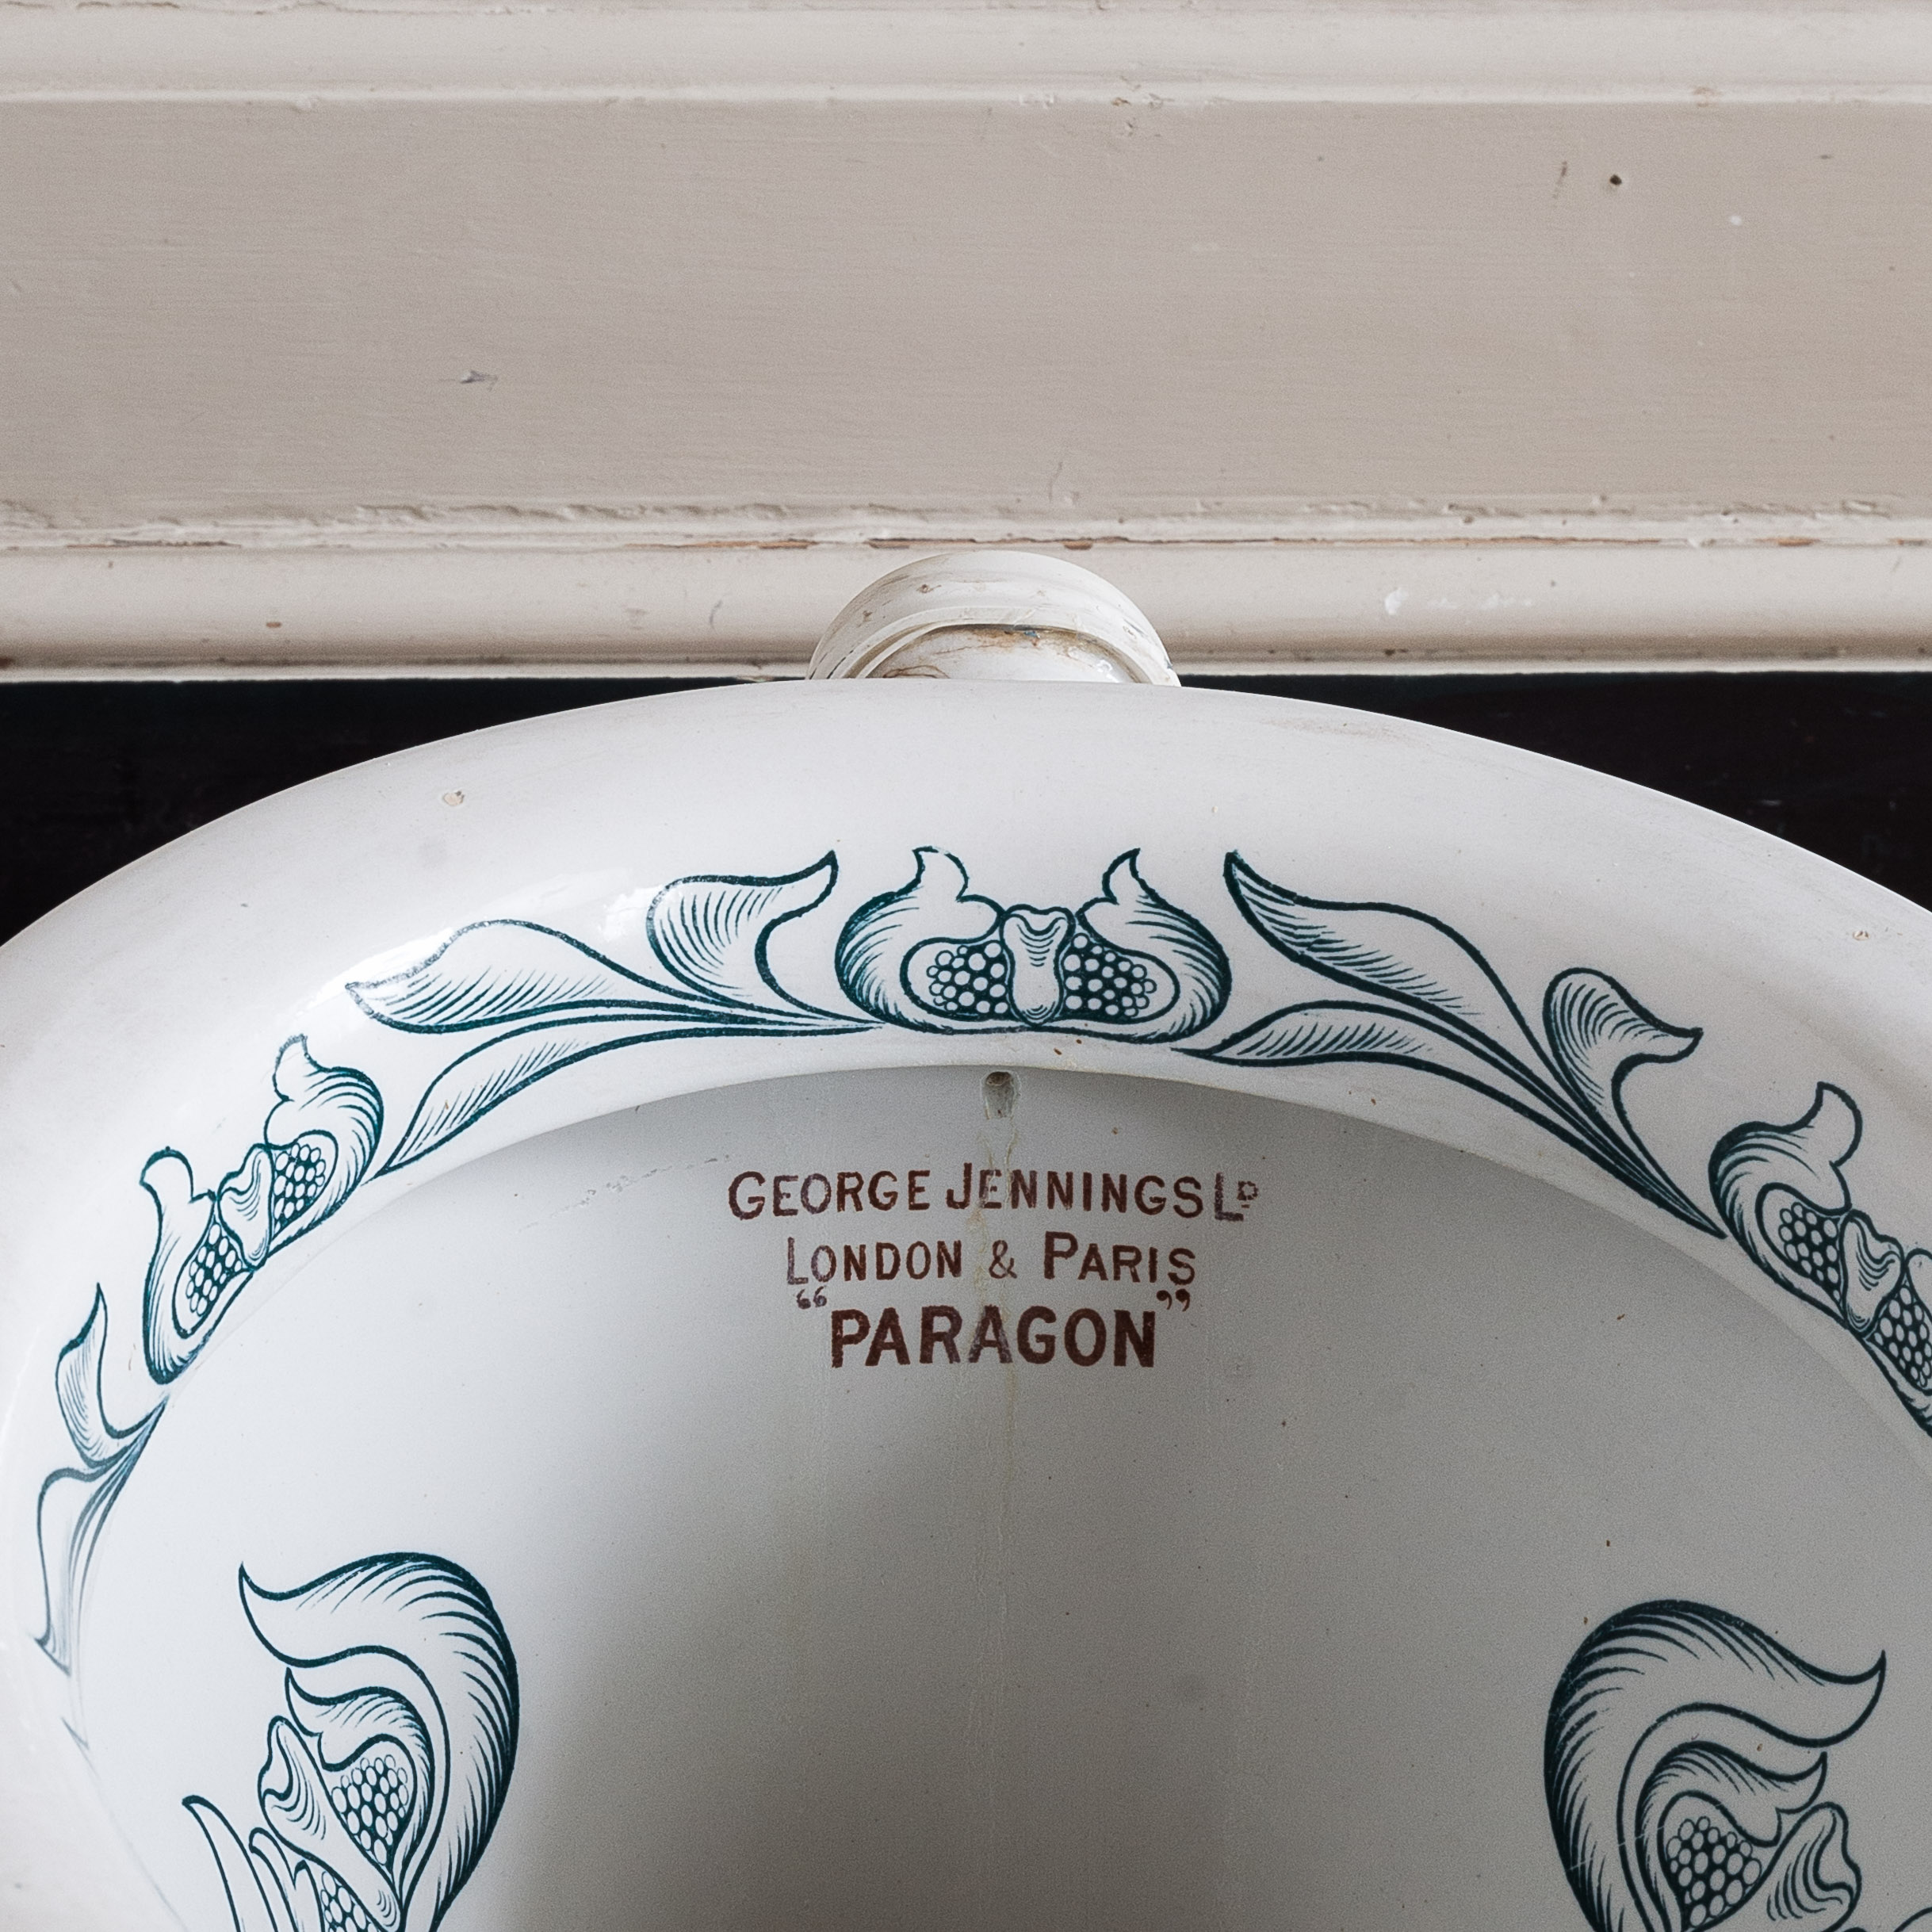 GEORGE JENNINGS LD
LONDON & PARIS
“PARAGON”